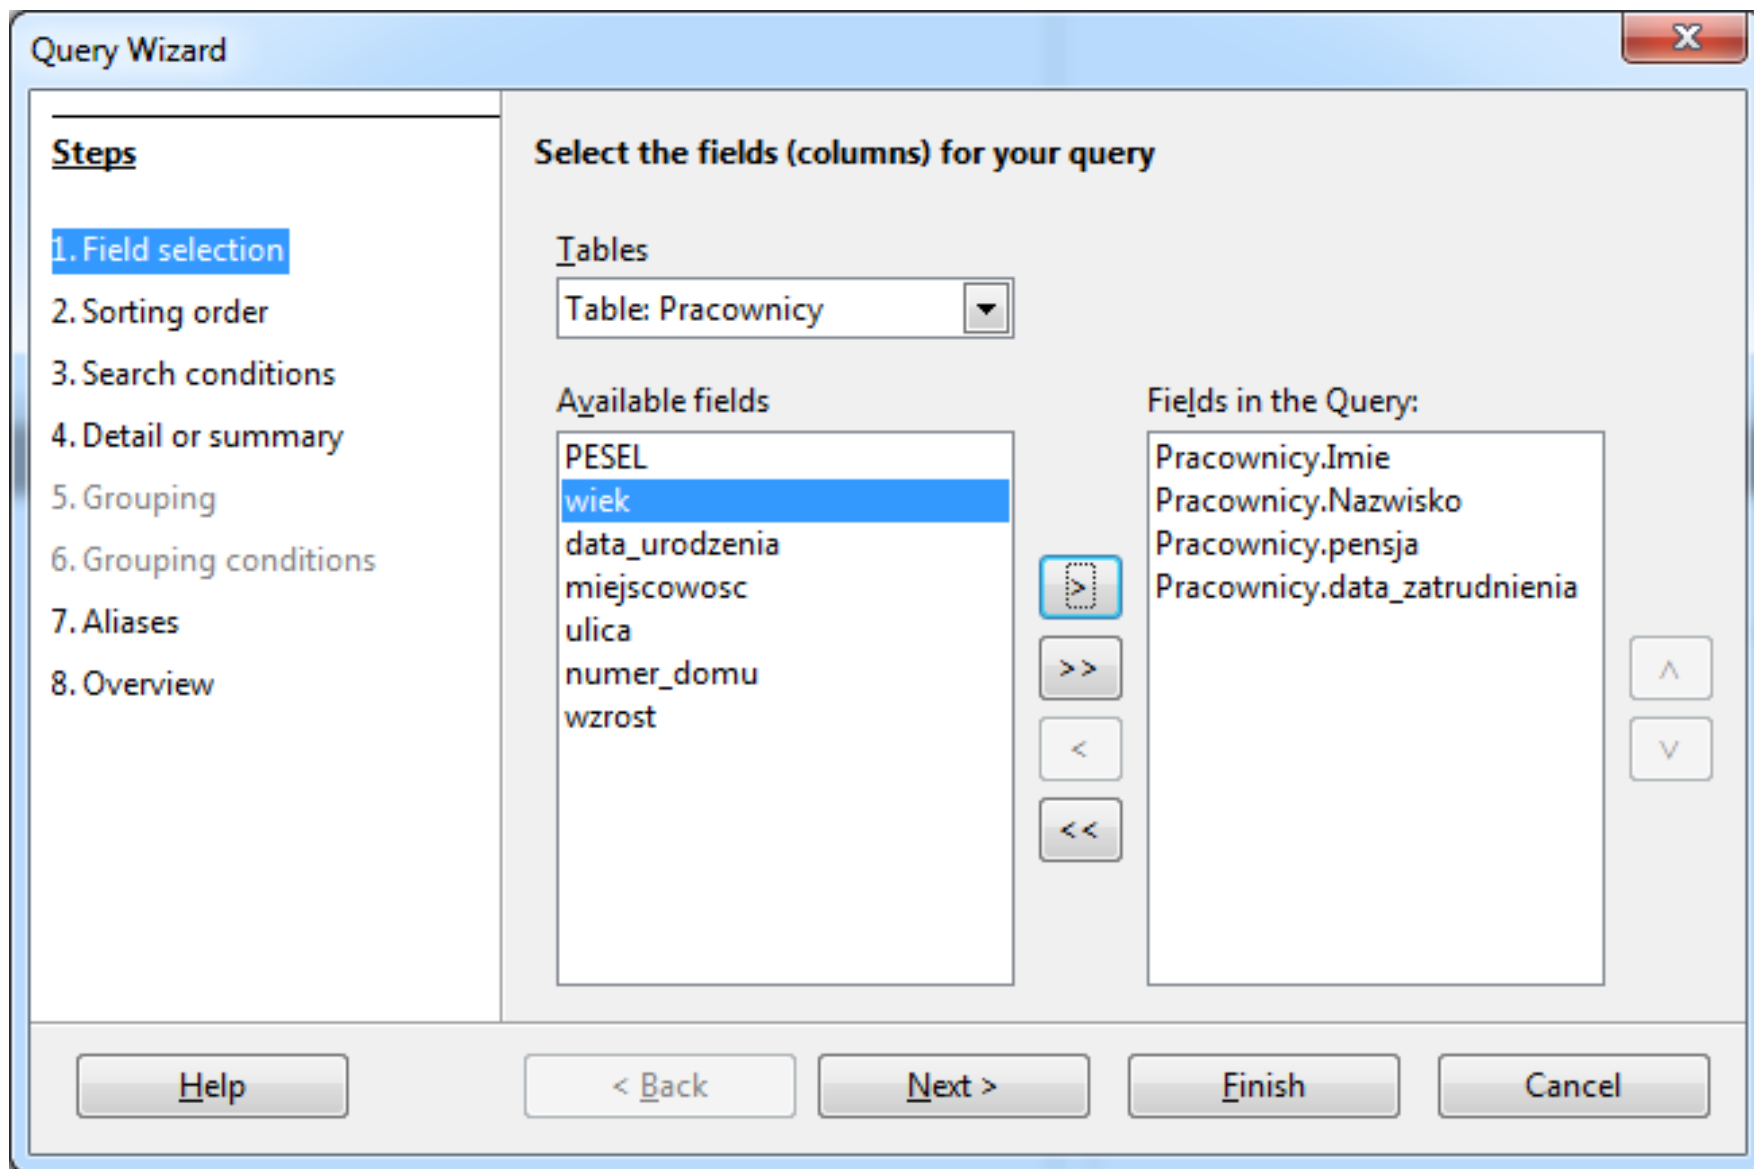 Query Wizard
X
Steps
1. Field selection
2. Sorting order
3. Search conditions
4. Detail or summary
5. Grouping
6. Grouping conditions
7. Aliases
8. Overview
Select the fields (columns) for your query
Tables
Table: Pracownicy
Available fields
PESEL
wiek
data_urodzenia
miejscowosc
ulica
numer_domu
wzrost
>
>>
<
<<
Fields in the Query:
Pracownicy.Imie
Pracownicy.Nazwisko
Pracownicy.pensja
Pracownicy.data_zatrudnienia
Help
< Back
Next >
Finish
Cancel